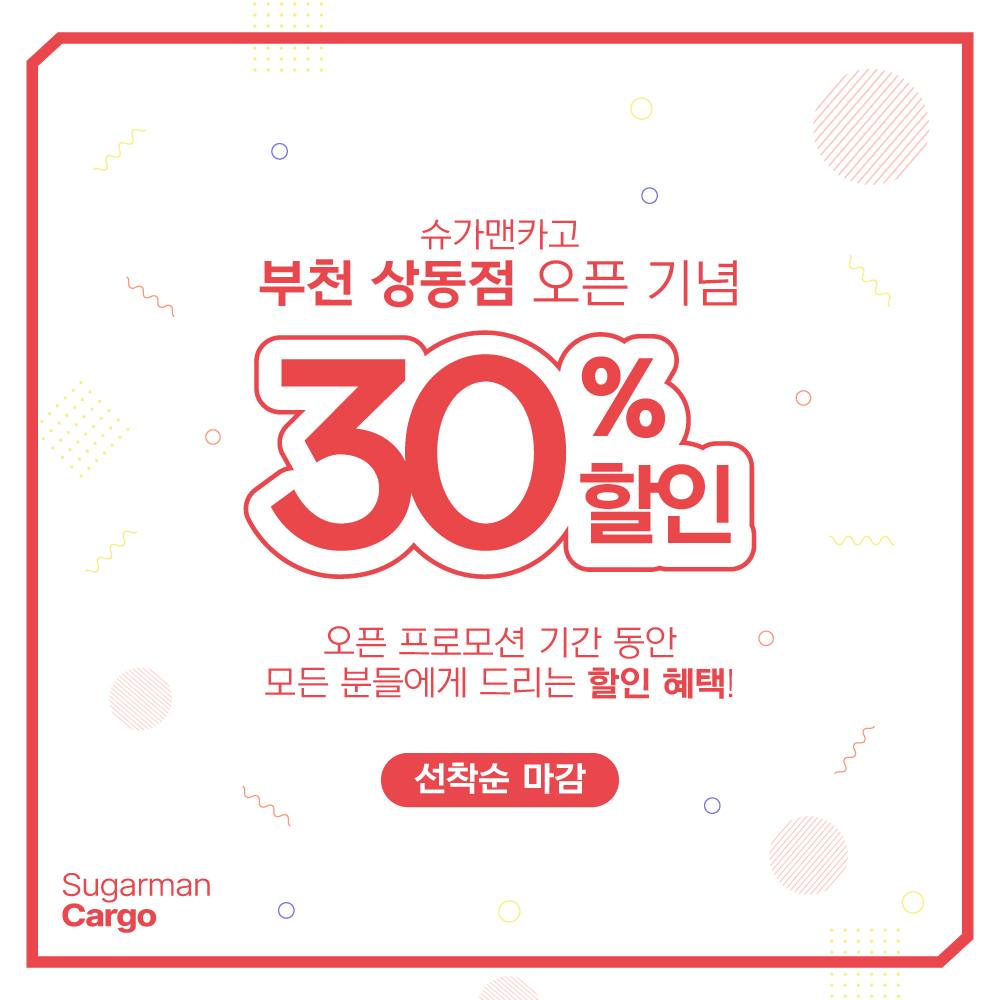 슈가맨카고
부천 상동점 오픈 기념
30%
할인
오픈 프로모션 기간 동안
모든 분들에게 드리는 할인 혜택!
선착순 마감
Sugarman
Cargo